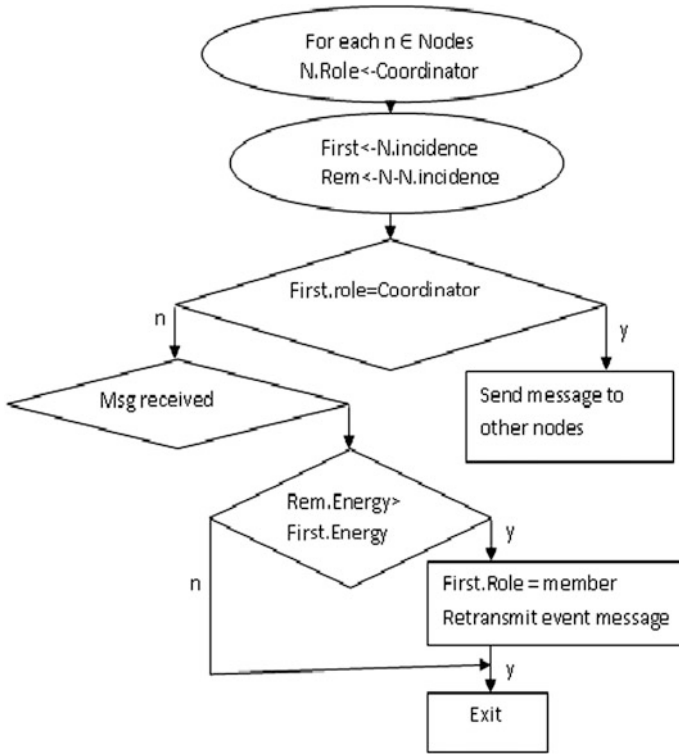 For each n ∈ Nodes
N.Role<-Coordinator
First<-N.incidence
Rem<-N-N.incidence
First.role=Coordinator
n
y
Msg received
Send message to
other nodes
Rem.Energy>
First.Energy
n
y
First.Role = member
Retransmit event message
y
Exit